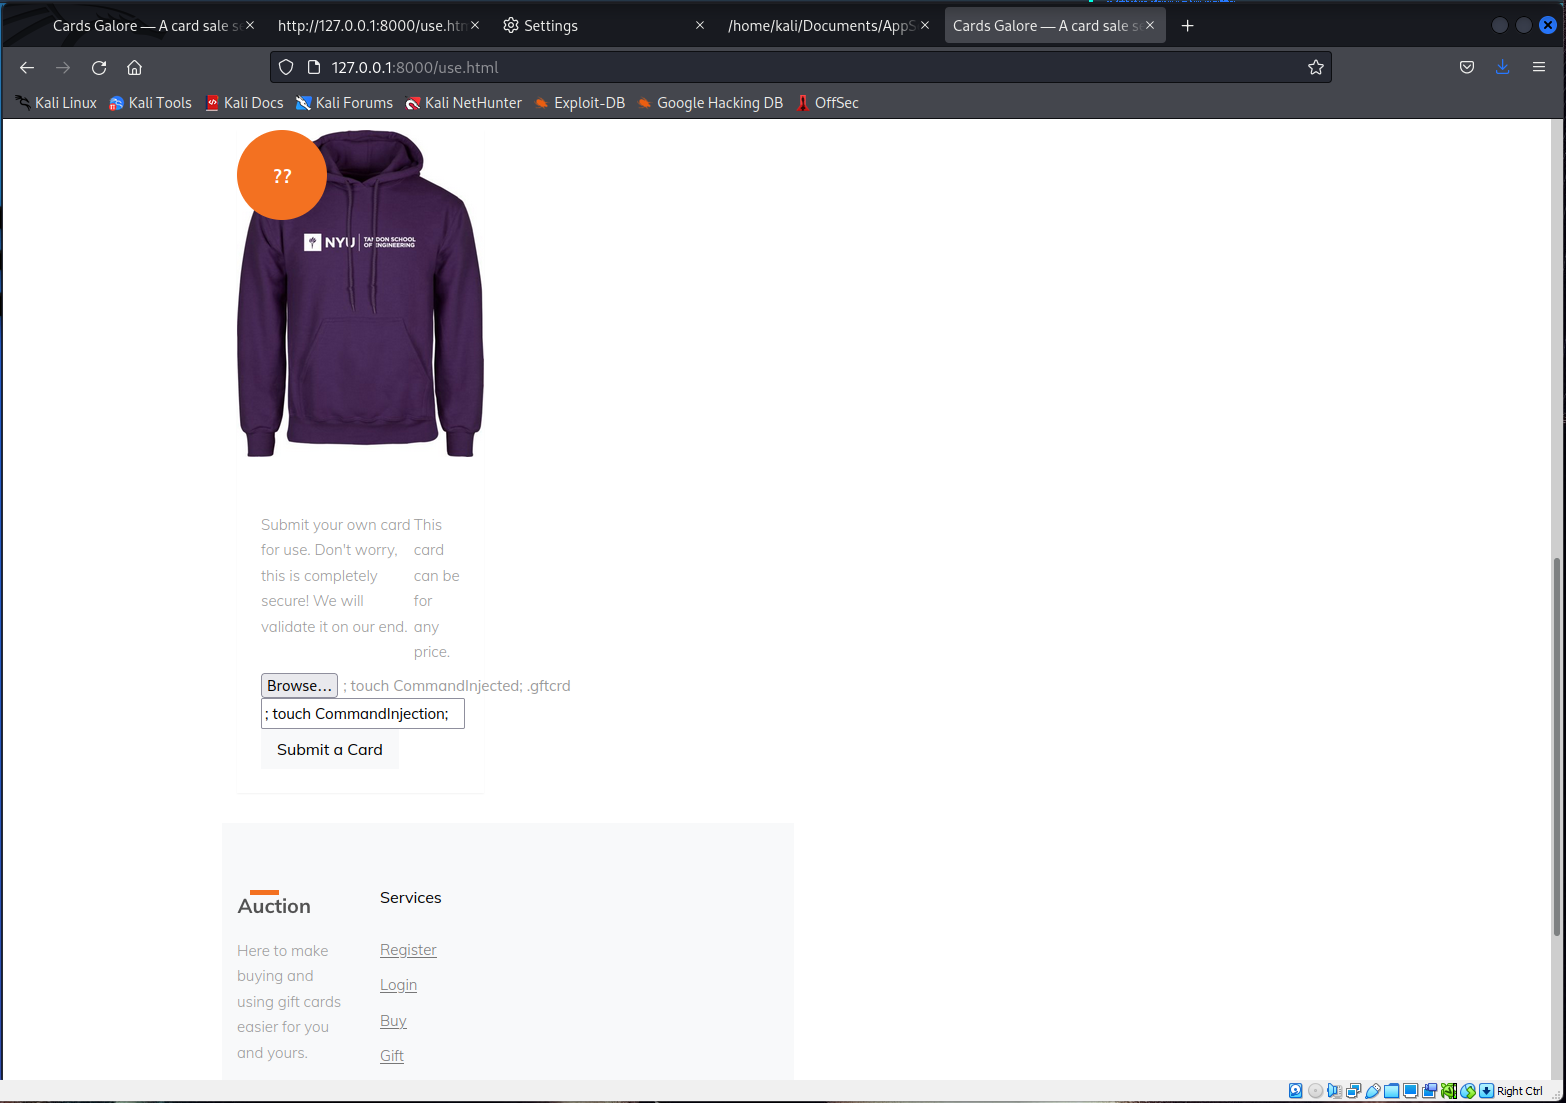 Cards Galore — A card sale s
http://127.0.0.1:8000/use.htm
Settings
/home/kali/Documents/AppS
Cards Galore — A card sale s
127.0.0.1:8000/use.html
Kali Linux
Kali Tools
Kali Docs
Kali Forums
Kali NetHunter
Exploit-DB
Google Hacking DB
OffSec
??
NYU
TANDON SCHOOL
OF ENGINEERING
Submit your own card
for use. Don't worry,
this is completely
secure! We will
validate it on our end.
This
card
can be
for
any
price.
Browse... ; touch CommandInjected; .gftcrd
; touch CommandInjection;
Submit a Card
Auction
Here to make
buying and
using gift cards
easier for you
and yours.
Services
Register
Login
Buy
Gift
Right Ctrl